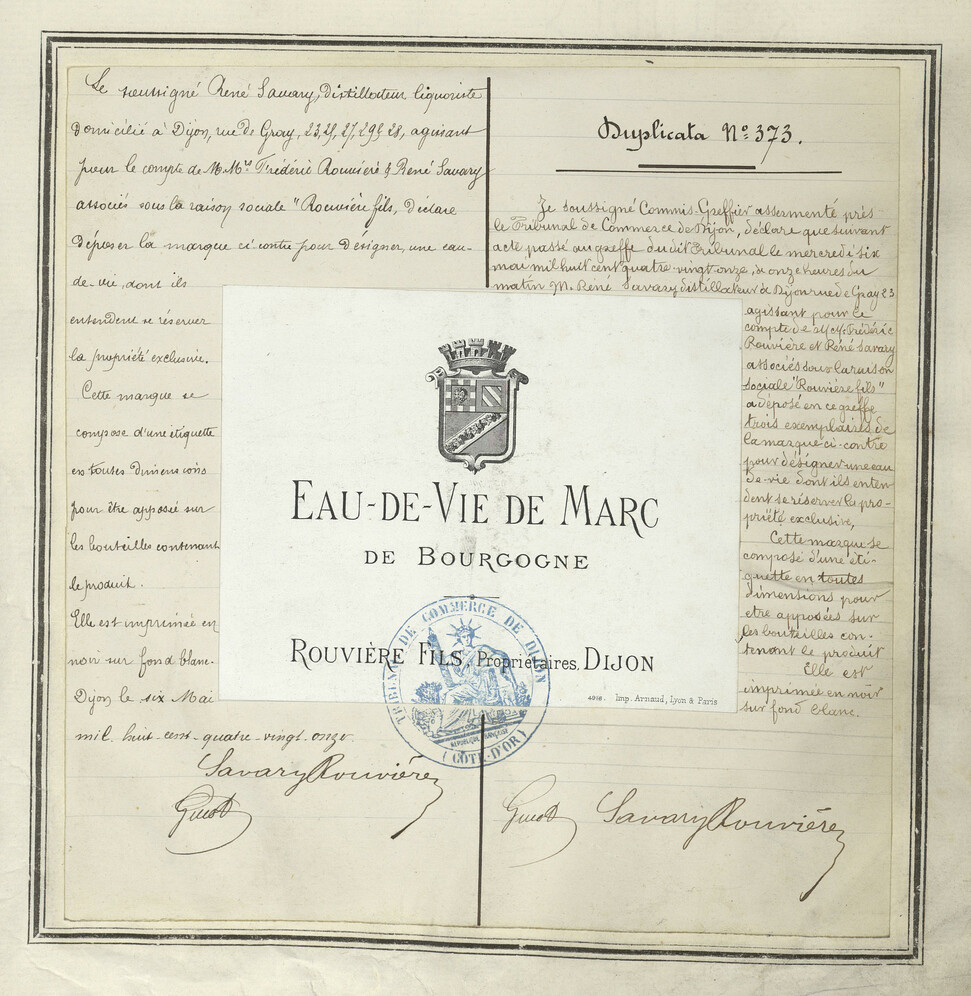 Le soussigné René Savary, distillateur liquoriste
domicilié à Dijon, rue de Gray, 23, 25, 27, 29 & 28, agissant
pour le compte de M.Mrs Frédéric Rouvière & René Savary
associés sous la raison sociale "Rouvière fils, déclare
déposer la marque ci contre pour désigner, une eau-
de-vie, dont ils
entendent se réserver
la propriété exclusive.
Cette marque se
compose d'une étiquette
en toutes dimensions
pour être apposée sur
les bouteilles contenant
le produit.
Elle est imprimée en
noir sur fond blanc.
Dijon le six Mai
mil huit-cent-quatre-vingt-onze.
Savary Rouvière
Duplicata No. 373.
Je soussigné Commis-Greffier assermenté près
le Tribunal de Commerce de Dijon, déclare que suivant
acte passé au greffe du dit Tribunal le mercredi six
mai mil huit cent quatre-vingt onze, à onze heures du
matin M. René Savary distillateur à Dijon rue de Gray 23
agissant pour le
compte de M.M. Frédéric
Rouvière et René Savary
associés sous la raison
sociale "Rouvière fils"
a déposé en ce greffe
trois exemplaires de
la marque ci-contre
pour désigner une eau
de-vie dont ils enten
dent se réserver la pro-
priété exclusive,
Cette marque se
compose d'une éti-
quette en toutes
dimensions pour
etre apposées sur
les bouteilles con-
tenant le produit
Elle est
imprimée en noir
sur fond blanc.
Savary Rouvière
EAU-DE-VIE DE MARC
DE BOURGOGNE
ROUVIÈRE FILS Propriétaires, DIJON
4998. Imp. Arnaud, Lyon & Paris
TRIBUNAL DE COMMERCE DE DIJON
RÉPUBLIQUE FRANÇAISE
(CÔTE-D'OR)